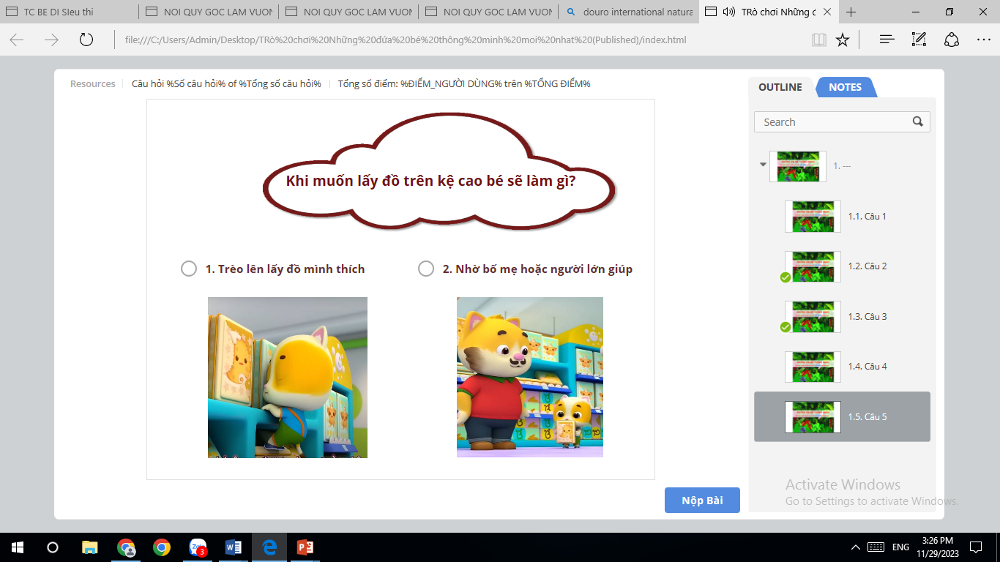 TC BE DI SIeu thi
NOI QUY GOC LAM VUON
NOI QUY GOC LAM VUON
NOI QUY GOC LAM VUON
douro international natura
TRò chơi Những đ
file:///C:/Users/Admin/Desktop/TRò%20chơi%20Những%20đứa%20bé%20thông%20minh%20moi%20nhat%20(Published)/index.html
Resources
Câu hỏi %Số câu hỏi% of %Tổng số câu hỏi%
Tổng số điểm: %ĐIỂM_NGƯỜI DÙNG% trên %TỔNG ĐIỂM%
OUTLINE
NOTES
Search
Khi muốn lấy đồ trên kệ cao bé sẽ làm gì?
1. Trèo lên lấy đồ mình thích
2. Nhờ bố mẹ hoặc người lớn giúp
1. ---
1.1. Câu 1
1.2. Câu 2
1.3. Câu 3
1.4. Câu 4
1.5. Câu 5
Nộp Bài
Activate Windows
Go to Settings to activate Windows.
3
ENG
3:26 PM
11/29/2023